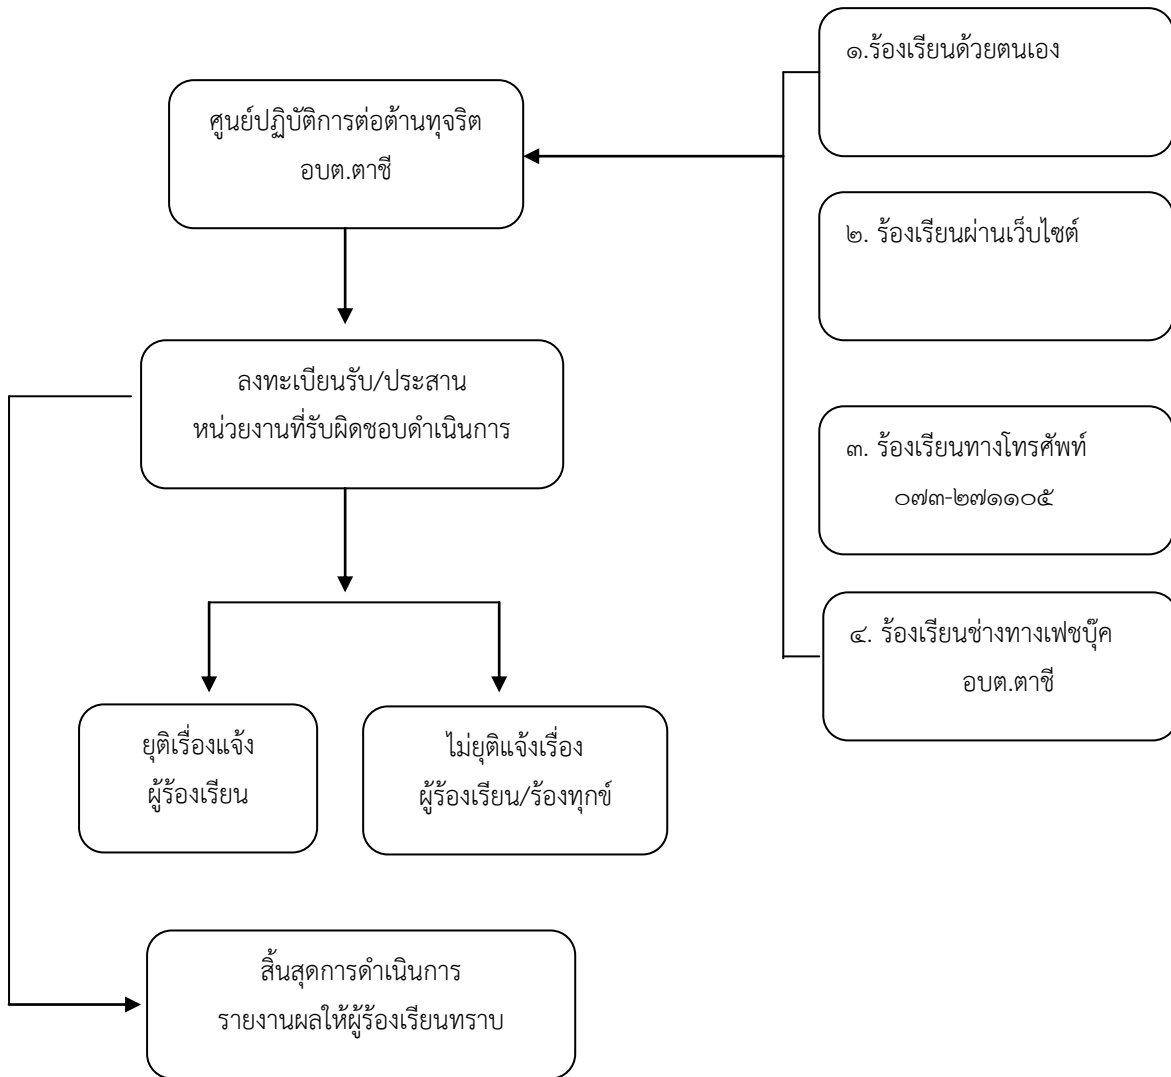 ๑.ร้องเรียนด้วยตนเอง
ศูนย์ปฏิบัติการต่อต้านทุจริต
อบต.ตาชี
๒. ร้องเรียนผ่านเว็บไซต์
ลงทะเบียนรับ/ประสาน
หน่วยงานที่รับผิดชอบดำเนินการ
๓. ร้องเรียนทางโทรศัพท์
๐๗๓-๒๗๑๑๐๕
๔. ร้องเรียนช่างทางเฟชบุ๊ค
อบต.ตาชี
ยุติเรื่องแจ้ง
ผู้ร้องเรียน
ไม่ยุติแจ้งเรื่อง
ผู้ร้องเรียน/ร้องทุกข์
สิ้นสุดการดำเนินการ
รายงานผลให้ผู้ร้องเรียนทราบ